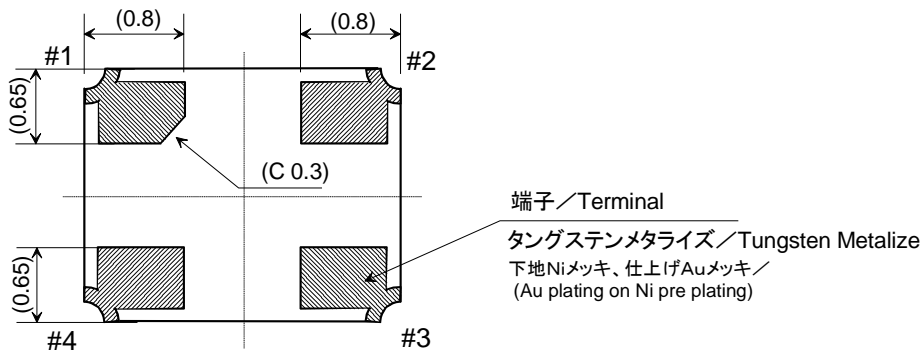 (0.8)
(0.8)
#1
#2
(0.65)
(C 0.3)
端子／Terminal
タングステンメタライズ／Tungsten Metalize
下地Niメッキ、仕上げAuメッキ／
(Au plating on Ni pre plating)
(0.65)
#4
#3